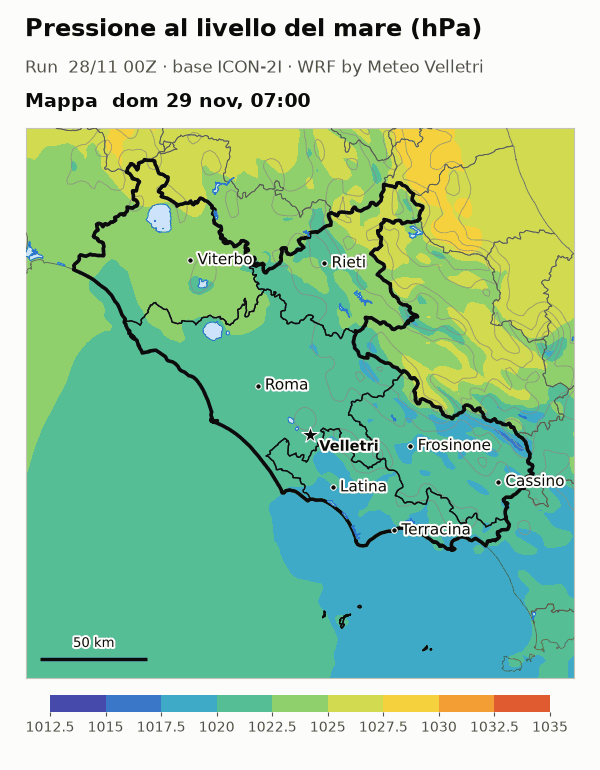 Pressione al livello del mare (hPa)
Run 28/11 00Z · base ICON-2I · WRF by Meteo Velletri
Mappa dom 29 nov, 07:00
Viterbo
Rieti
Roma
Velletri
Frosinone
Cassino
Latina
Terracina
50 km
1012.5 1015 1017.5 1020 1022.5 1025 1027.5 1030 1032.5 1035